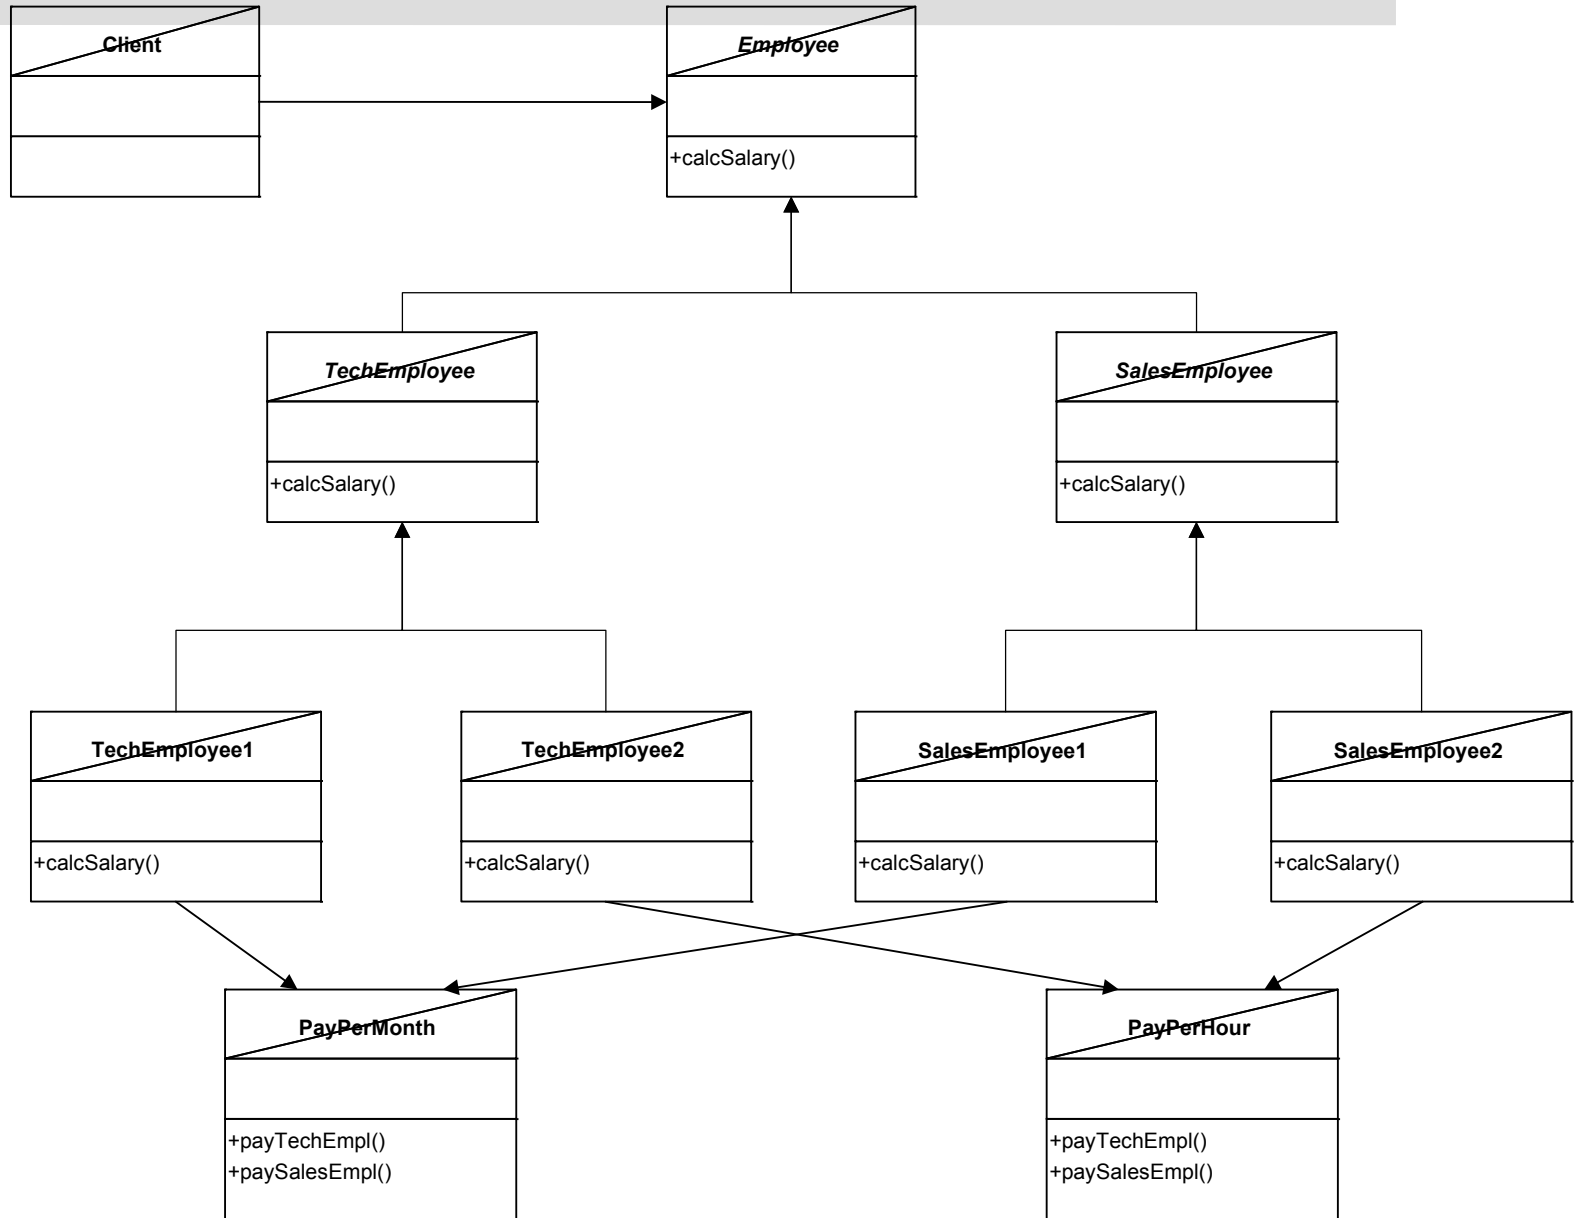 Client
Employee
+calcSalary()
TechEmployee
SalesEmployee
+calcSalary()
+calcSalary()
TechEmployee1
TechEmployee2
SalesEmployee1
SalesEmployee2
+calcSalary()
+calcSalary()
+calcSalary()
+calcSalary()
PayPerMonth
PayPerHour
+payTechEmpl()
+paySalesEmpl()
+payTechEmpl()
+paySalesEmpl()